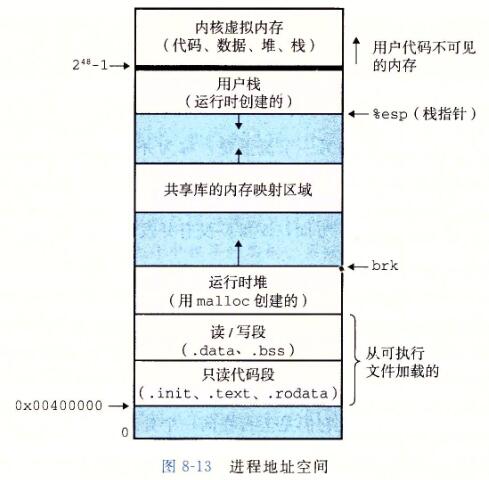 内核虚拟内存
(代码、数据、堆、栈)
用户代码不可见
的内存
2⁴⁸-1
用户栈
(运行时创建的)
%esp (栈指针)
共享库的内存映射区域
brk
运行时堆
(用 malloc 创建的)
读/写段
(.data、.bss)
从可执行
文件加载的
只读代码段
(.init、.text、.rodata)
0x00400000
0
图 8-13 进程地址空间